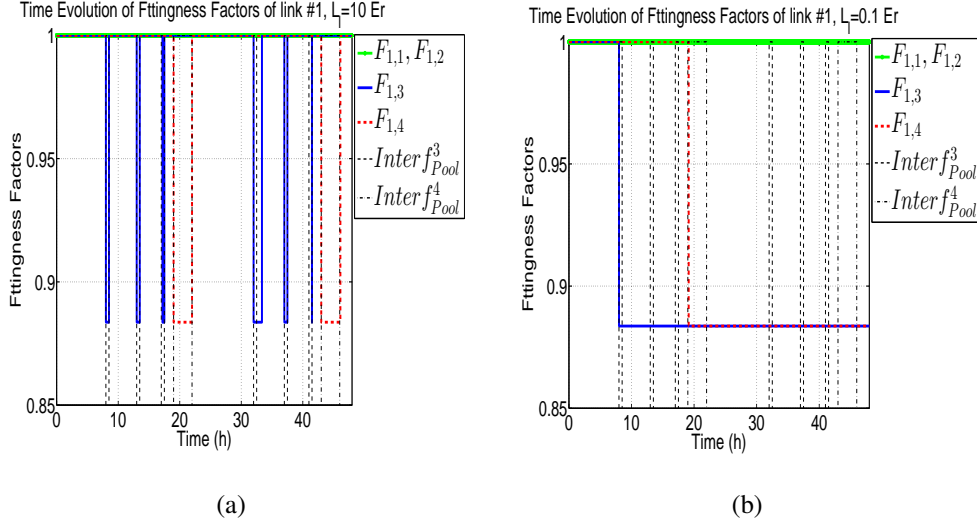 Time Evolution of Fttingness Factors of link #1, L_l=10 Er
1
0.95
0.9
0.85
Fttingness Factors
0 10 20 30 40
Time (h)
F_{1,1}, F_{1,2}
F_{1,3}
F_{1,4}
Interf^3_{Pool}
Interf^4_{Pool}
(a)
Time Evolution of Fttingness Factors of link #1, L_l=0.1 Er
1
0.95
0.9
0.85
Fttingness Factors
0 10 20 30 40
Time (h)
F_{1,1}, F_{1,2}
F_{1,3}
F_{1,4}
Interf^3_{Pool}
Interf^4_{Pool}
(b)